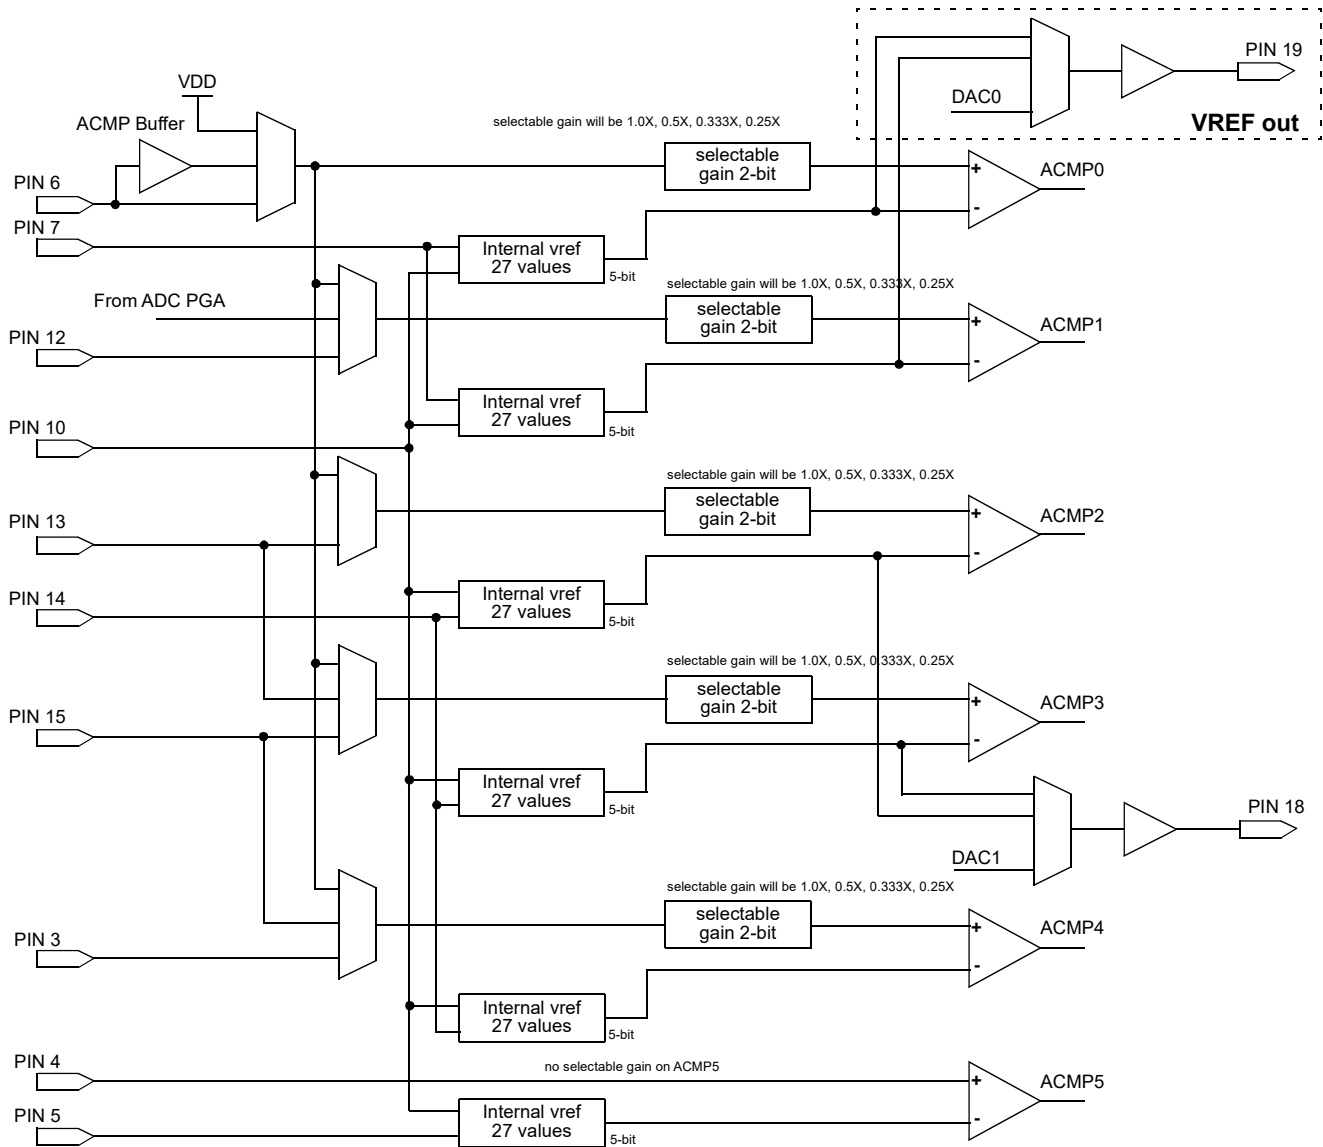 PIN 19
VDD
DAC0
ACMP Buffer
selectable gain will be 1.0X, 0.5X, 0.333X, 0.25X
VREF out
selectable
gain 2-bit
ACMP0
PIN 6
PIN 7
Internal vref
27 values
5-bit
selectable gain will be 1.0X, 0.5X, 0.333X, 0.25X
From ADC PGA
selectable
gain 2-bit
ACMP1
PIN 12
Internal vref
27 values
5-bit
PIN 10
selectable gain will be 1.0X, 0.5X, 0.333X, 0.25X
selectable
gain 2-bit
ACMP2
PIN 13
Internal vref
27 values
5-bit
PIN 14
selectable gain will be 1.0X, 0.5X, 0.333X, 0.25X
selectable
gain 2-bit
ACMP3
PIN 15
Internal vref
27 values
5-bit
PIN 18
DAC1
selectable gain will be 1.0X, 0.5X, 0.333X, 0.25X
selectable
gain 2-bit
ACMP4
PIN 3
Internal vref
27 values
5-bit
PIN 4
no selectable gain on ACMP5
ACMP5
PIN 5
Internal vref
27 values
5-bit